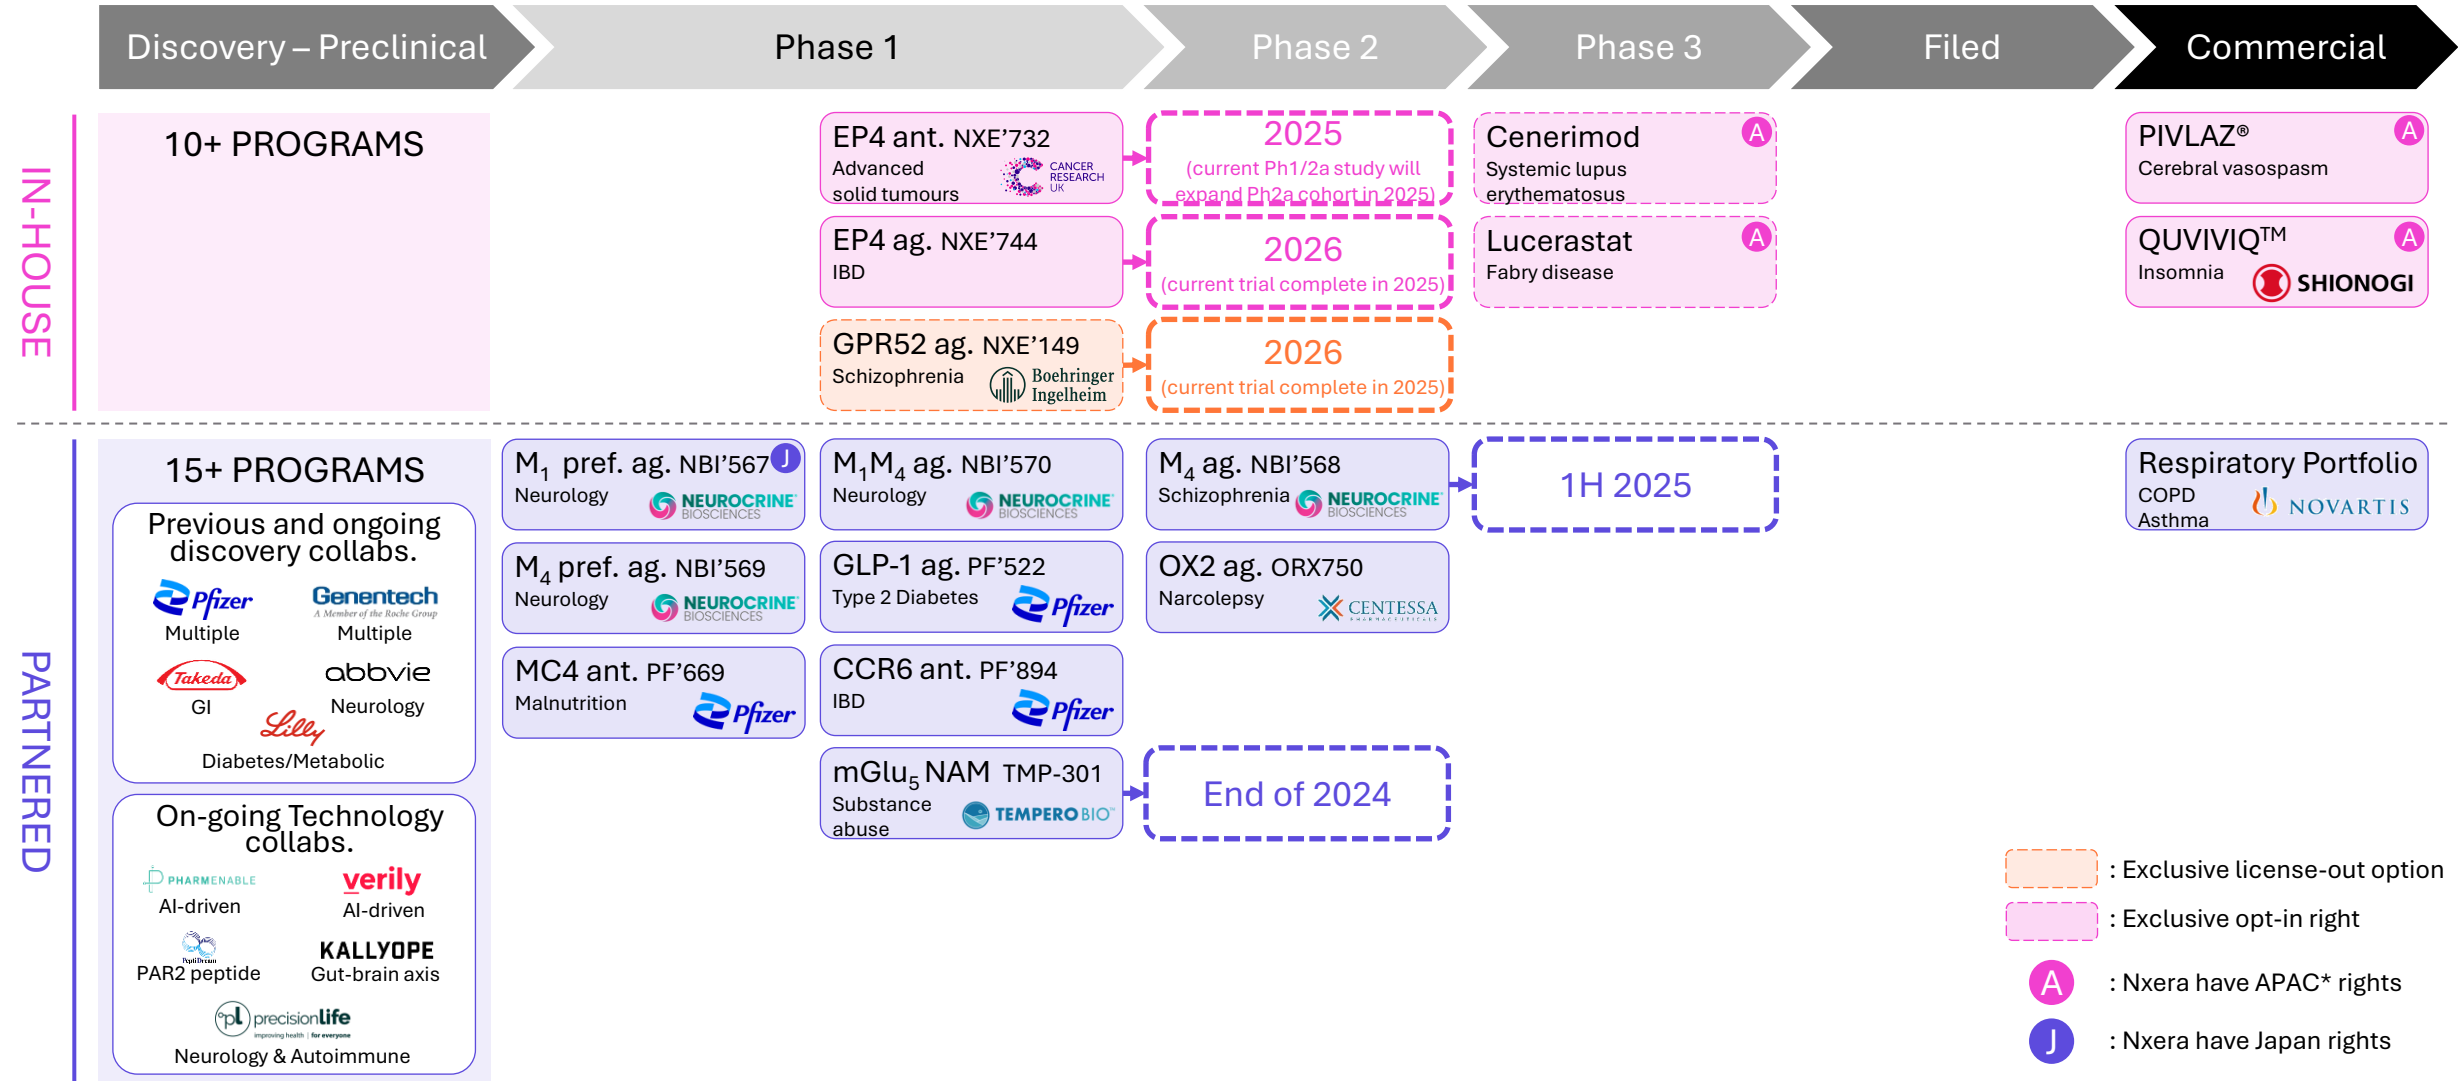 Discovery – Preclinical
Phase 1
Phase 2
Phase 3
Filed
Commercial
IN-HOUSE
10+ PROGRAMS
EP4 ant. NXE’732
Advanced
solid tumours
CANCER
RESEARCH
UK
2025
(current Ph1/2a study will
expand Ph2a cohort in 2025)
Cenerimod
A
Systemic lupus
erythematosus
PIVLAZ®
A
Cerebral vasospasm
EP4 ag. NXE’744
IBD
2026
(current trial complete in 2025)
Lucerastat
A
Fabry disease
QUVIVIQ™
A
Insomnia
SHIONOGI
GPR52 ag. NXE’149
Schizophrenia
Boehringer
Ingelheim
2026
(current trial complete in 2025)
PARTNERED
15+ PROGRAMS
Previous and ongoing
discovery collabs.
Pfizer
Multiple
Genentech
A Member of the Roche Group
Multiple
Takeda
GI
abbvie
Neurology
Lilly
Diabetes/Metabolic
On-going Technology
collabs.
PHARMENABLE
AI-driven
verily
AI-driven
PeptiDream
PAR2 peptide
KALLYOPE
Gut-brain axis
pl precisionlife
improving health | for everyone
Neurology & Autoimmune
M1 pref. ag. NBI’567
J
Neurology
NEUROCRINE
BIOSCIENCES
M1M4 ag. NBI’570
Neurology
NEUROCRINE
BIOSCIENCES
M4 ag. NBI’568
Schizophrenia
NEUROCRINE
BIOSCIENCES
1H 2025
Respiratory Portfolio
COPD
Asthma
NOVARTIS
M4 pref. ag. NBI’569
Neurology
NEUROCRINE
BIOSCIENCES
GLP-1 ag. PF’522
Type 2 Diabetes
Pfizer
OX2 ag. ORX750
Narcolepsy
CENTESSA
PHARMACEUTICALS
MC4 ant. PF’669
Malnutrition
Pfizer
CCR6 ant. PF’894
IBD
Pfizer
mGlu5 NAM TMP-301
Substance
abuse
TEMPERO BIO™
End of 2024
: Exclusive license-out option
: Exclusive opt-in right
A : Nxera have APAC* rights
J : Nxera have Japan rights